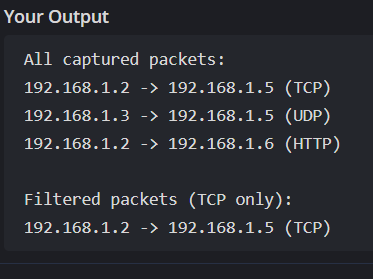 Your Output
All captured packets:
192.168.1.2 -> 192.168.1.5 (TCP)
192.168.1.3 -> 192.168.1.5 (UDP)
192.168.1.2 -> 192.168.1.6 (HTTP)
Filtered packets (TCP only):
192.168.1.2 -> 192.168.1.5 (TCP)